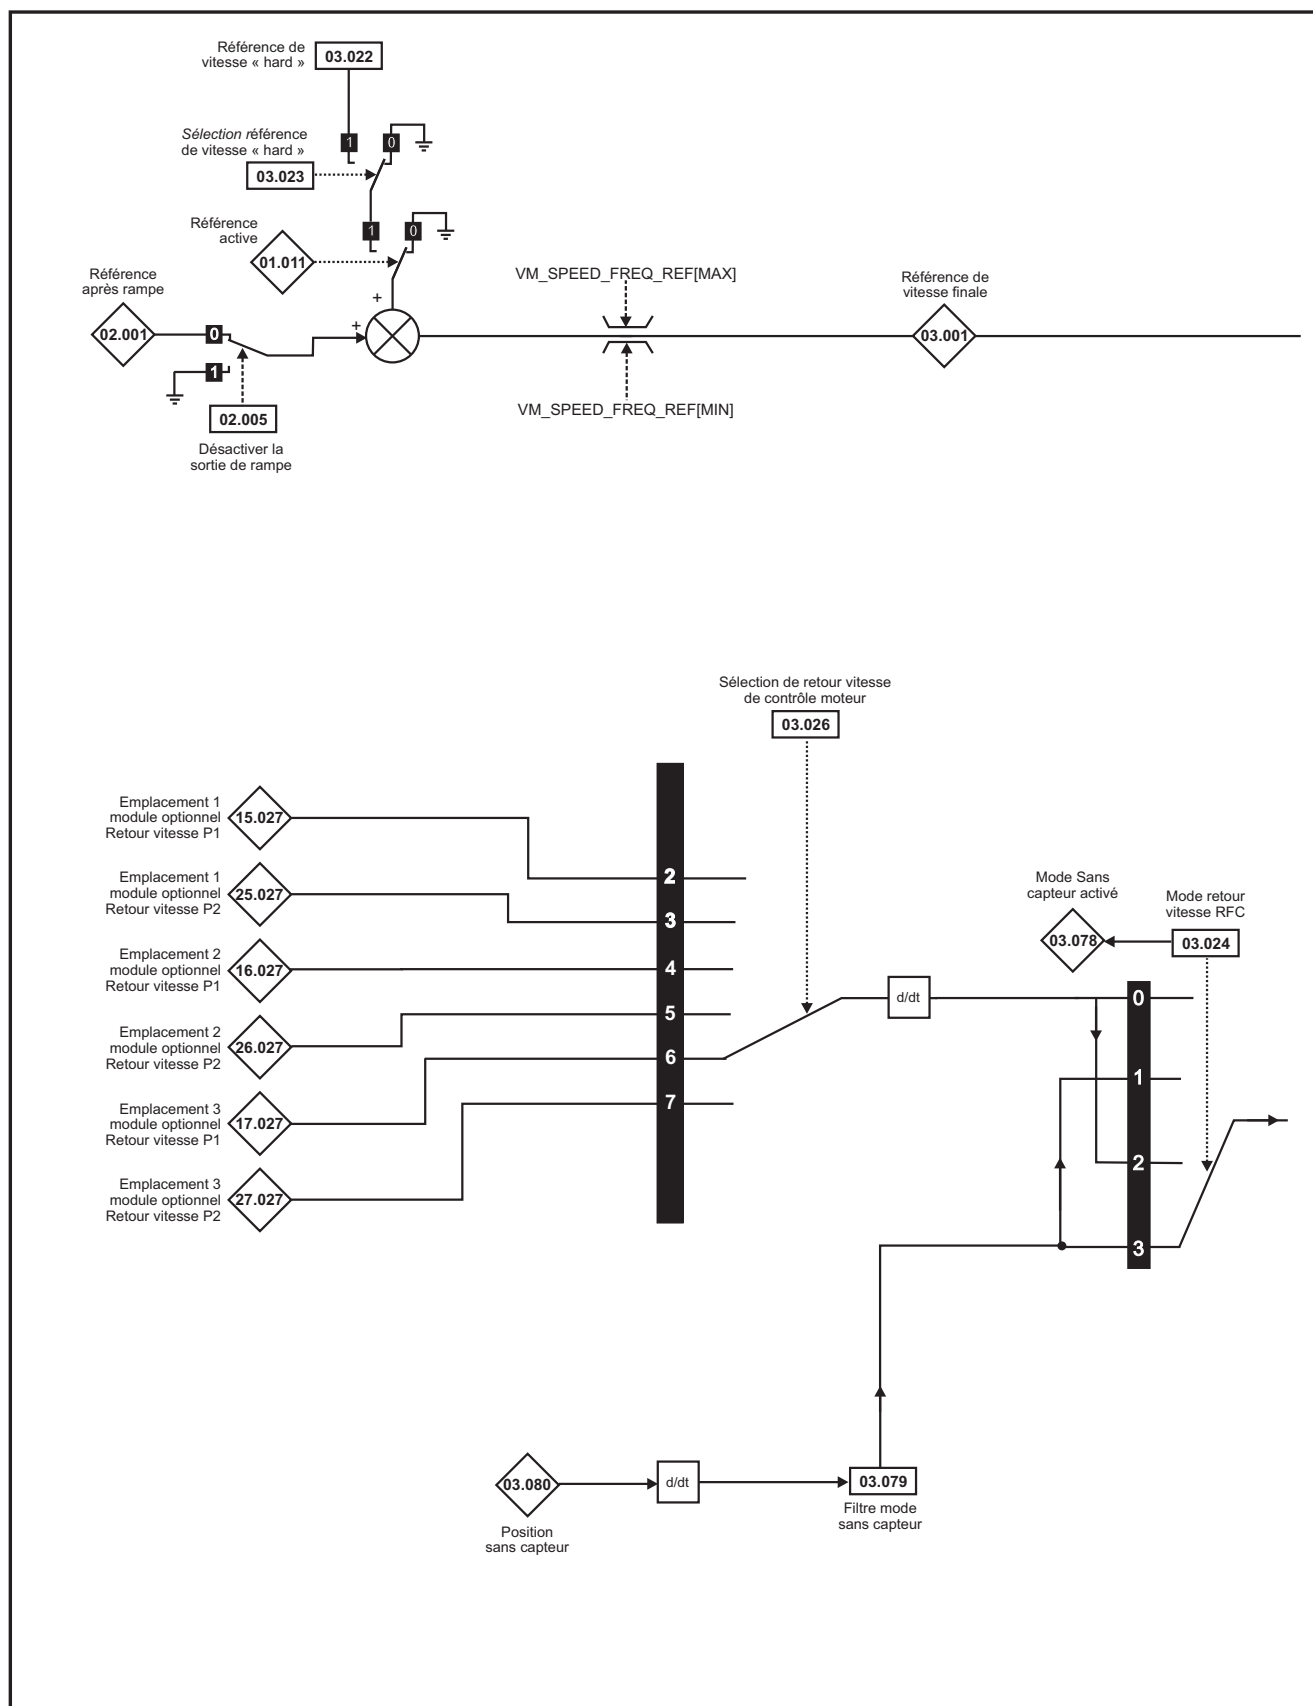 Référence de
vitesse « hard »
03.022
1
0
Sélection référence
de vitesse « hard »
03.023
1
0
Référence
active
01.011
+
Référence
après rampe
02.001
0
1
+
02.005
Désactiver la
sortie de rampe
VM_SPEED_FREQ_REF[MAX]
VM_SPEED_FREQ_REF[MIN]
Référence de
vitesse finale
03.001
Sélection de retour vitesse
de contrôle moteur
03.026
Emplacement 1
module optionnel
Retour vitesse P1
15.027
Emplacement 1
module optionnel
Retour vitesse P2
25.027
Emplacement 2
module optionnel
Retour vitesse P1
16.027
Emplacement 2
module optionnel
Retour vitesse P2
26.027
Emplacement 3
module optionnel
Retour vitesse P1
17.027
Emplacement 3
module optionnel
Retour vitesse P2
27.027
2
3
4
5
6
7
d/dt
Mode Sans
capteur activé
03.078
Mode retour
vitesse RFC
03.024
0
1
2
3
03.080
Position
sans capteur
d/dt
03.079
Filtre mode
sans capteur